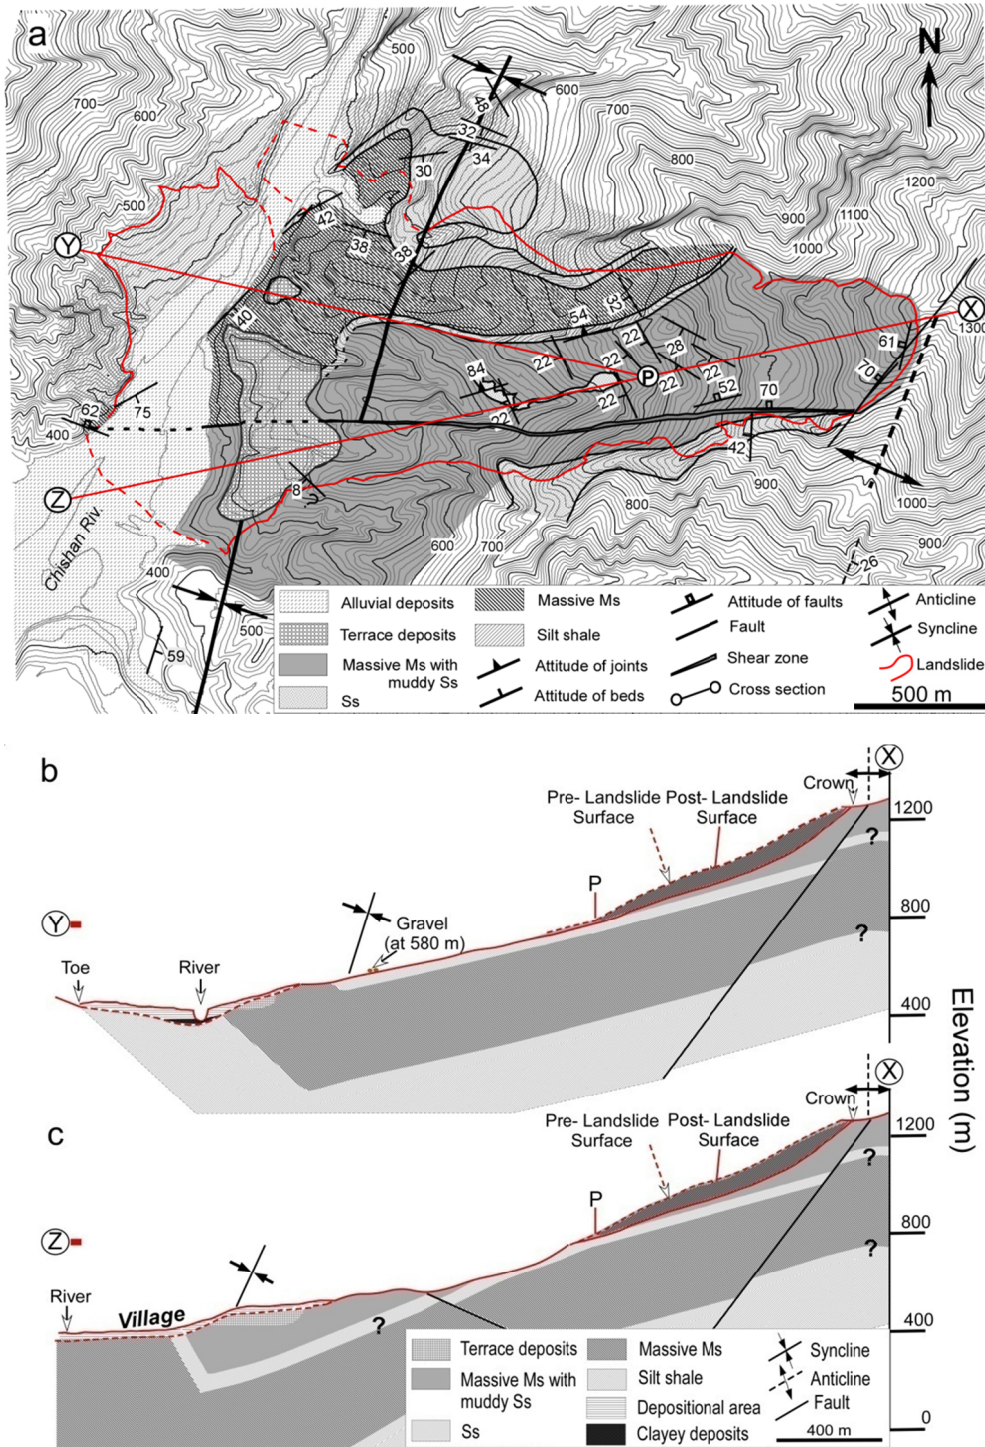 a
N
500
600
700
600
700
800
1200
900
1100
1000
500
48
32
34
30
42
38
38
40
Y
X
1300
Z
P
33
54
22
22
22
28
22
22
22
84
52
70
61
70
42
62
75
400
8
900
1000
800
700
600
900
26
Chishan Riv.
400
500
59
Alluvial deposits
Terrace deposits
Massive Ms with
muddy Ss
Ss
Massive Ms
Silt shale
Attitude of joints
Attitude of beds
Attitude of faults
Fault
Shear zone
Cross section
Anticline
Syncline
Landslide
500 m
b
X
Crown
Pre- Landslide
Surface
Post- Landslide
Surface
1200
?
P
Y
Gravel
(at 580 m)
800
?
Toe
River
400
Elevation (m)
c
X
Crown
Pre- Landslide
Surface
Post- Landslide
Surface
1200
?
P
Z
800
?
River
Village
?
400
Terrace deposits
Massive Ms with
muddy Ss
Ss
Massive Ms
Silt shale
Depositional area
Clayey deposits
Syncline
Anticline
Fault
400 m
0